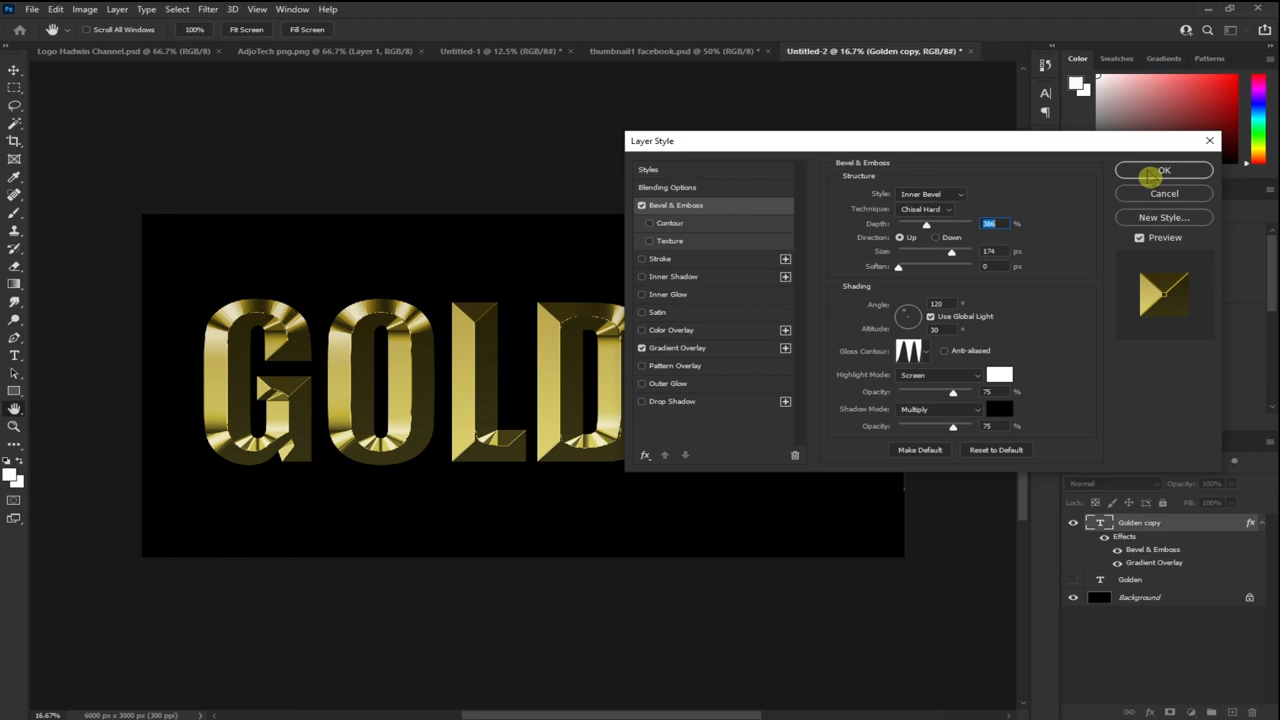 Ps File Edit Image Layer Type Select Filter 3D View Window Help
Scroll All Windows 100% Fit Screen Fill Screen
Logo Hadwin Channel.psd @ 66.7% (RGB/8) × AdjoTech png.png @ 66.7% (Layer 1, RGB/8) × Untitled-1 @ 12.5% (RGB/8#) * × thumbnail1 facebook.psd @ 50% (RGB/8) * × Untitled-2 @ 16.7% (Golden copy, RGB/8#) * ×
Color Swatches Gradients Patterns
Layer Style
Styles
Blending Options
Bevel & Emboss
Contour
Texture
Stroke
Inner Shadow
Inner Glow
Satin
Color Overlay
Gradient Overlay
Pattern Overlay
Outer Glow
Drop Shadow
fx
Bevel & Emboss
Structure
Style: Inner Bevel
Technique: Chisel Hard
Depth: 386 %
Direction: Up Down
Size: 174 px
Soften: 0 px
Shading
Angle: 120 °
Use Global Light
Altitude: 30 °
Gloss Contour: Anti-aliased
Highlight Mode: Screen
Opacity: 75 %
Shadow Mode: Multiply
Opacity: 75 %
Make Default Reset to Default
OK
Cancel
New Style...
Preview
GOLD
Normal Opacity: 100%
Lock: Fill: 100%
T Golden copy fx
Effects
Bevel & Emboss
Gradient Overlay
T Golden
Background
16.67% 6000 px x 3000 px (300 ppi)